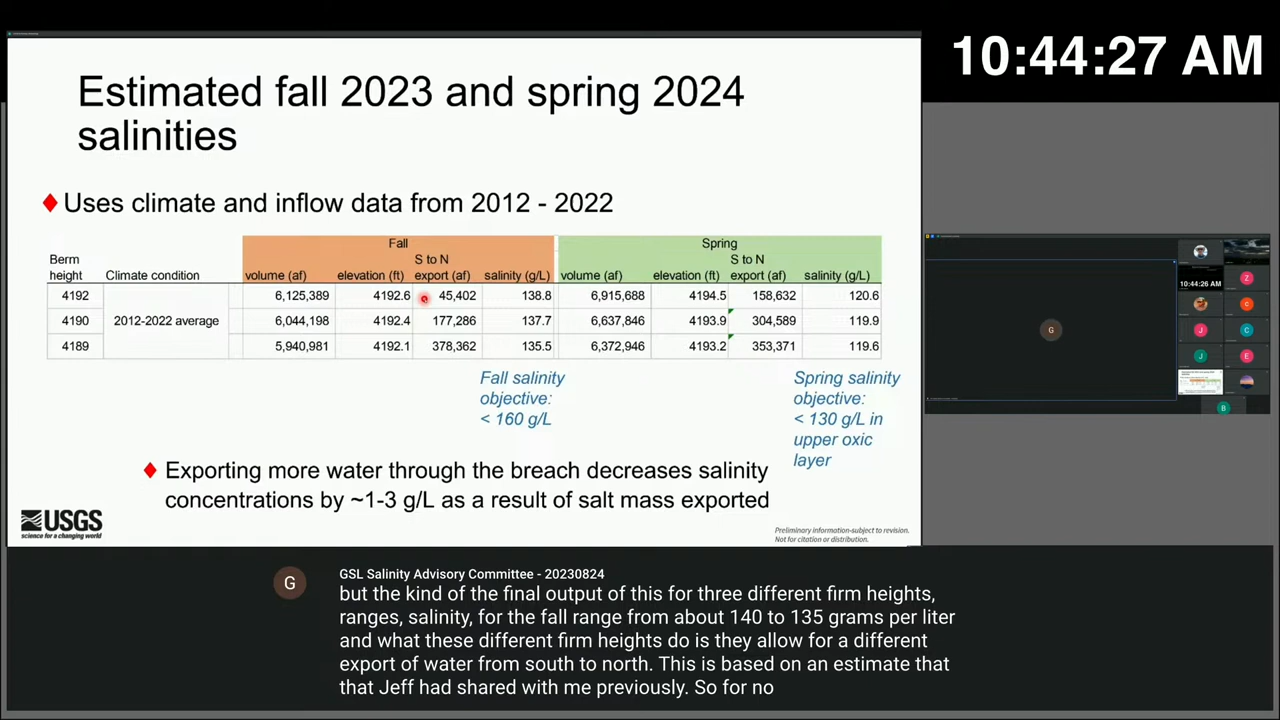 10:44:27 AM
Estimated fall 2023 and spring 2024
salinities
Uses climate and inflow data from 2012 - 2022
Fall Spring
Berm height Climate condition volume (af) elevation (ft) S to N export (af) salinity (g/L) volume (af) elevation (ft) S to N export (af) salinity (g/L)
4192 6,125,389 4192.6 45,402 138.8 6,915,688 4194.5 158,632 120.6
4190 2012-2022 average 6,044,198 4192.4 177,286 137.7 6,637,846 4193.9 304,589 119.9
4189 5,940,981 4192.1 378,362 135.5 6,372,946 4193.2 353,371 119.6
Fall salinity
objective:
< 160 g/L
Spring salinity
objective:
< 130 g/L in
upper oxic
layer
Exporting more water through the breach decreases salinity
concentrations by ~1-3 g/L as a result of salt mass exported
USGS
science for a changing world
Preliminary information-subject to revision.
Not for citation or distribution.
G
10:44:26 AM
Z
C
J
C
J
E
B
G
GSL Salinity Advisory Committee - 20230824
but the kind of the final output of this for three different firm heights,
ranges, salinity, for the fall range from about 140 to 135 grams per liter
and what these different firm heights do is they allow for a different
export of water from south to north. This is based on an estimate that
that Jeff had shared with me previously. So for no